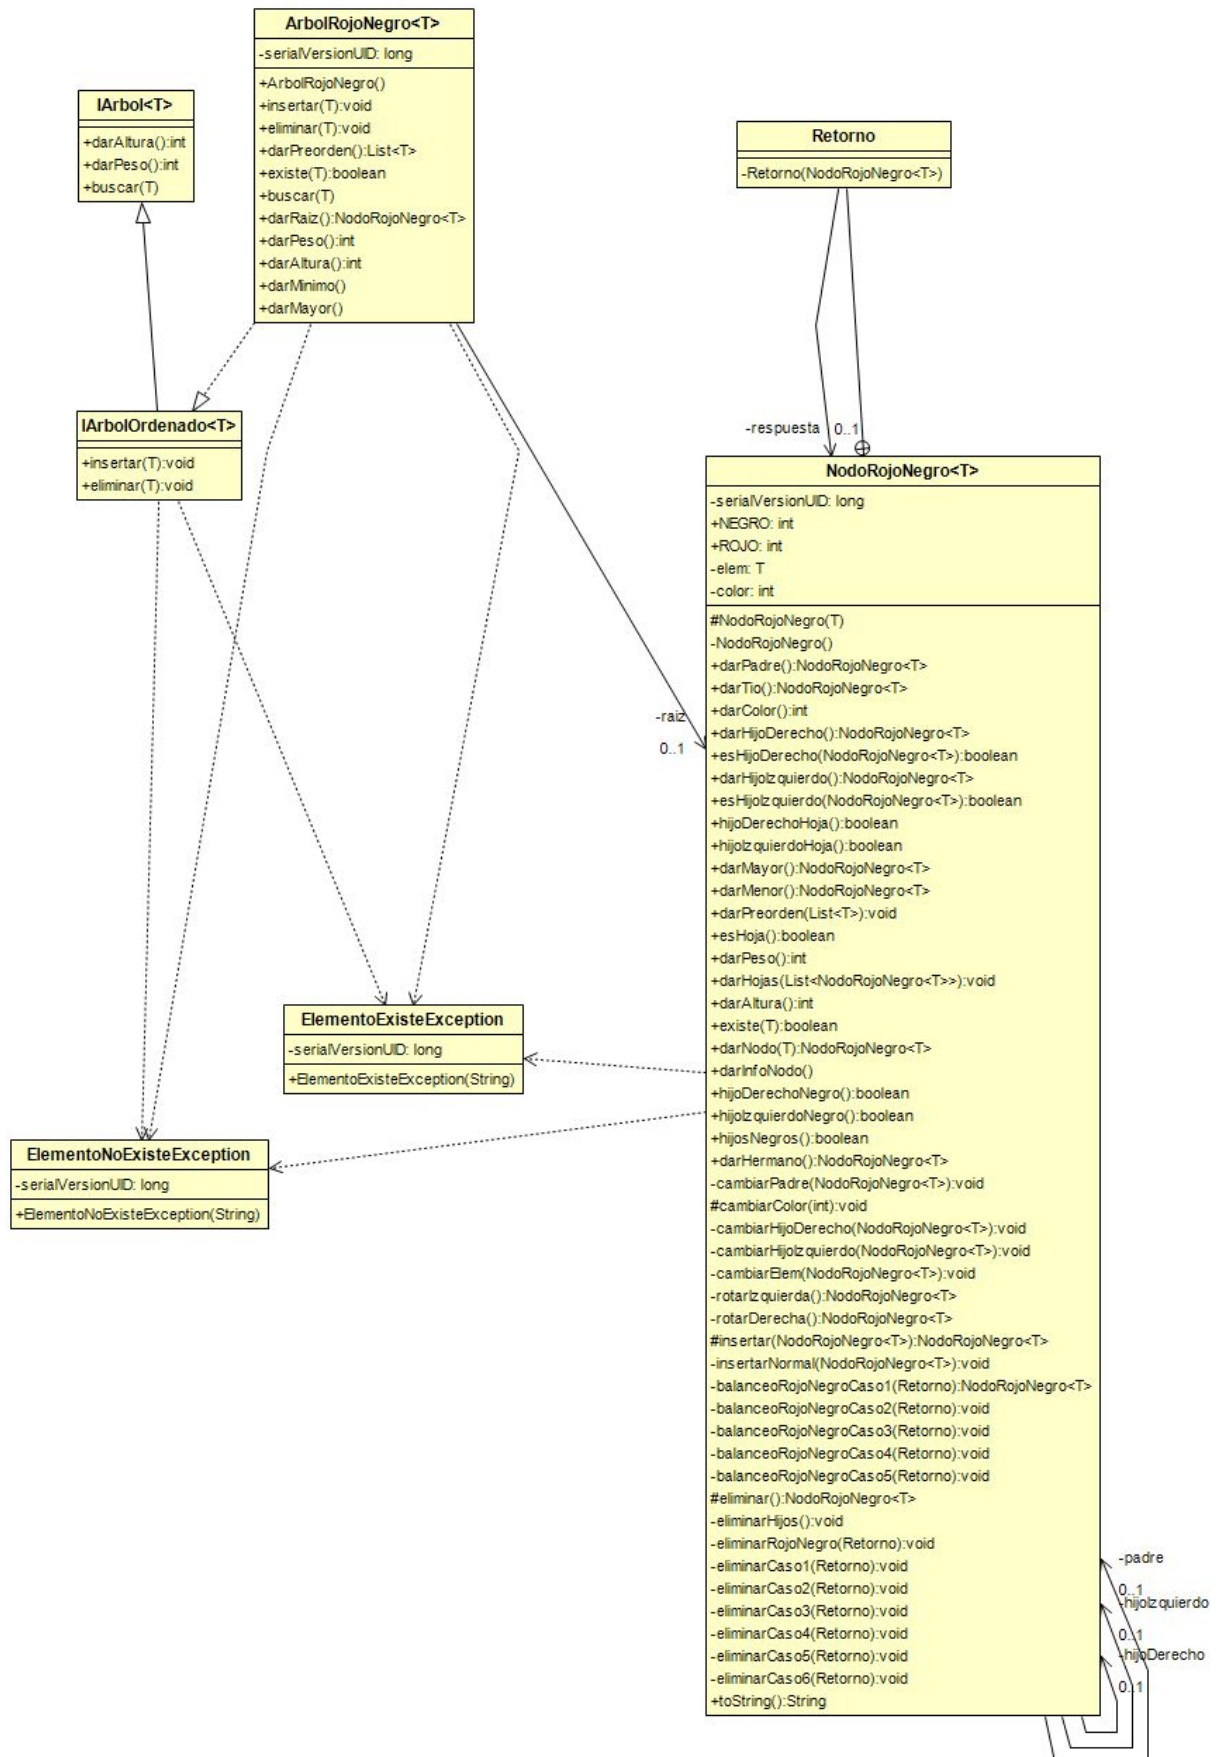 ArbolRojoNegro<T>
-serialVersionUID: long
+ArbolRojoNegro()
+insertar(T):void
+eliminar(T):void
+darPreorden():List<T>
+existe(T):boolean
+buscar(T)
+darRaiz():NodoRojoNegro<T>
+darPeso():int
+darAltura():int
+darMinimo()
+darMayor()
IArbol<T>
+darAltura():int
+darPeso():int
+buscar(T)
Retorno
-Retorno(NodoRojoNegro<T>)
IArbolOrdenado<T>
+insertar(T):void
+eliminar(T):void
-respuesta
0..1
NodoRojoNegro<T>
-serialVersionUID: long
+NEGRO: int
+ROJO: int
-elem: T
-color: int
#NodoRojoNegro(T)
-NodoRojoNegro()
+darPadre():NodoRojoNegro<T>
+darTio():NodoRojoNegro<T>
+darColor():int
+darHijoDerecho():NodoRojoNegro<T>
+esHijoDerecho(NodoRojoNegro<T>):boolean
+darHijoIzquierdo():NodoRojoNegro<T>
+esHijoIzquierdo(NodoRojoNegro<T>):boolean
+hijoDerechoHoja():boolean
+hijoIzquierdoHoja():boolean
+darMayor():NodoRojoNegro<T>
+darMenor():NodoRojoNegro<T>
+darPreorden(List<T>):void
+esHoja():boolean
+darPeso():int
+darHojas(List<NodoRojoNegro<T>>):void
+darAltura():int
+existe(T):boolean
+darNodo(T):NodoRojoNegro<T>
+darInfoNodo()
+hijoDerechoNegro():boolean
+hijoIzquierdoNegro():boolean
+hijosNegros():boolean
+darHermano():NodoRojoNegro<T>
-cambiarPadre(NodoRojoNegro<T>):void
#cambiarColor(int):void
-cambiarHijoDerecho(NodoRojoNegro<T>):void
-cambiarHijoIzquierdo(NodoRojoNegro<T>):void
-cambiarElem(NodoRojoNegro<T>):void
-rotarIzquierda():NodoRojoNegro<T>
-rotarDerecha():NodoRojoNegro<T>
#insertar(NodoRojoNegro<T>):NodoRojoNegro<T>
-insertarNormal(NodoRojoNegro<T>):void
-balanceoRojoNegroCaso1(Retorno):NodoRojoNegro<T>
-balanceoRojoNegroCaso2(Retorno):void
-balanceoRojoNegroCaso3(Retorno):void
-balanceoRojoNegroCaso4(Retorno):void
-balanceoRojoNegroCaso5(Retorno):void
#eliminar():NodoRojoNegro<T>
-eliminarHijos():void
-eliminarRojoNegro(Retorno):void
-eliminarCaso1(Retorno):void
-eliminarCaso2(Retorno):void
-eliminarCaso3(Retorno):void
-eliminarCaso4(Retorno):void
-eliminarCaso5(Retorno):void
-eliminarCaso6(Retorno):void
+toString():String
-raiz
0..1
ElementoExisteException
-serialVersionUID: long
+ElementoExisteException(String)
ElementoNoExisteException
-serialVersionUID: long
+ElementoNoExisteException(String)
-padre
0..1
-hijoIzquierdo
0..1
-hijoDerecho
0..1